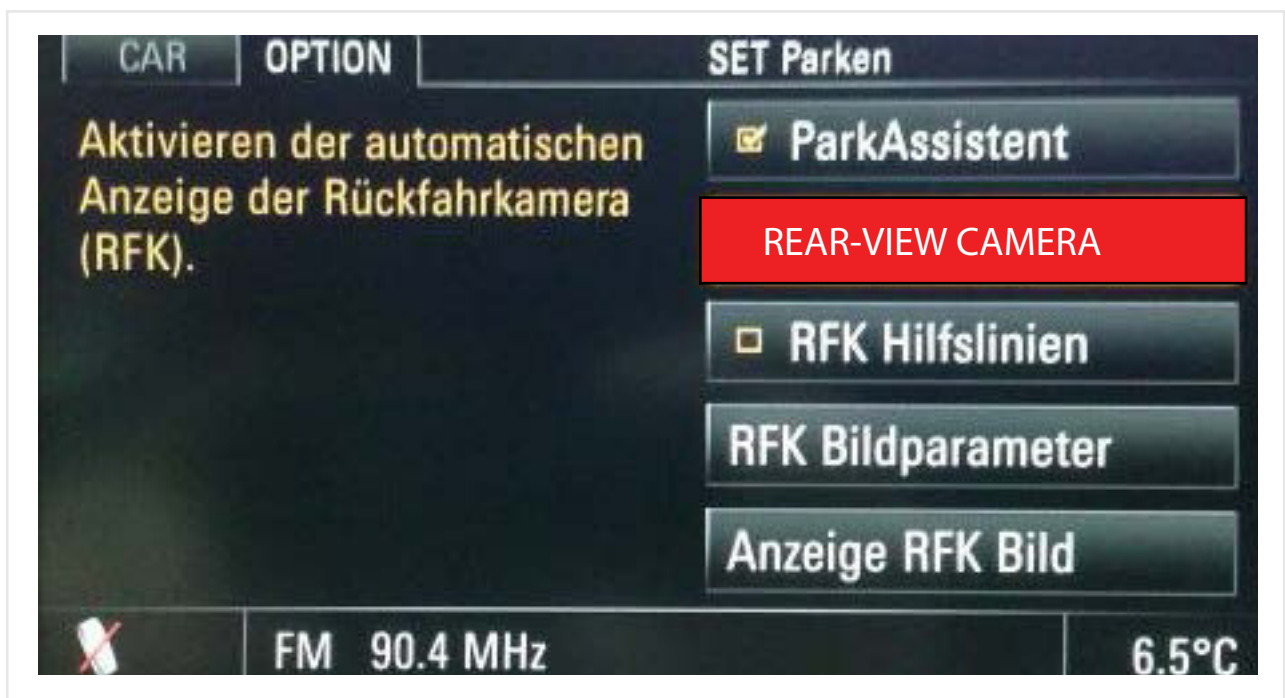 CAR OPTION SET Parken
Aktivieren der automatischen
Anzeige der Rückfahrkamera
(RFK).
ParkAssistent
REAR-VIEW CAMERA
RFK Hilfslinien
RFK Bildparameter
Anzeige RFK Bild
FM 90.4 MHz 6.5°C